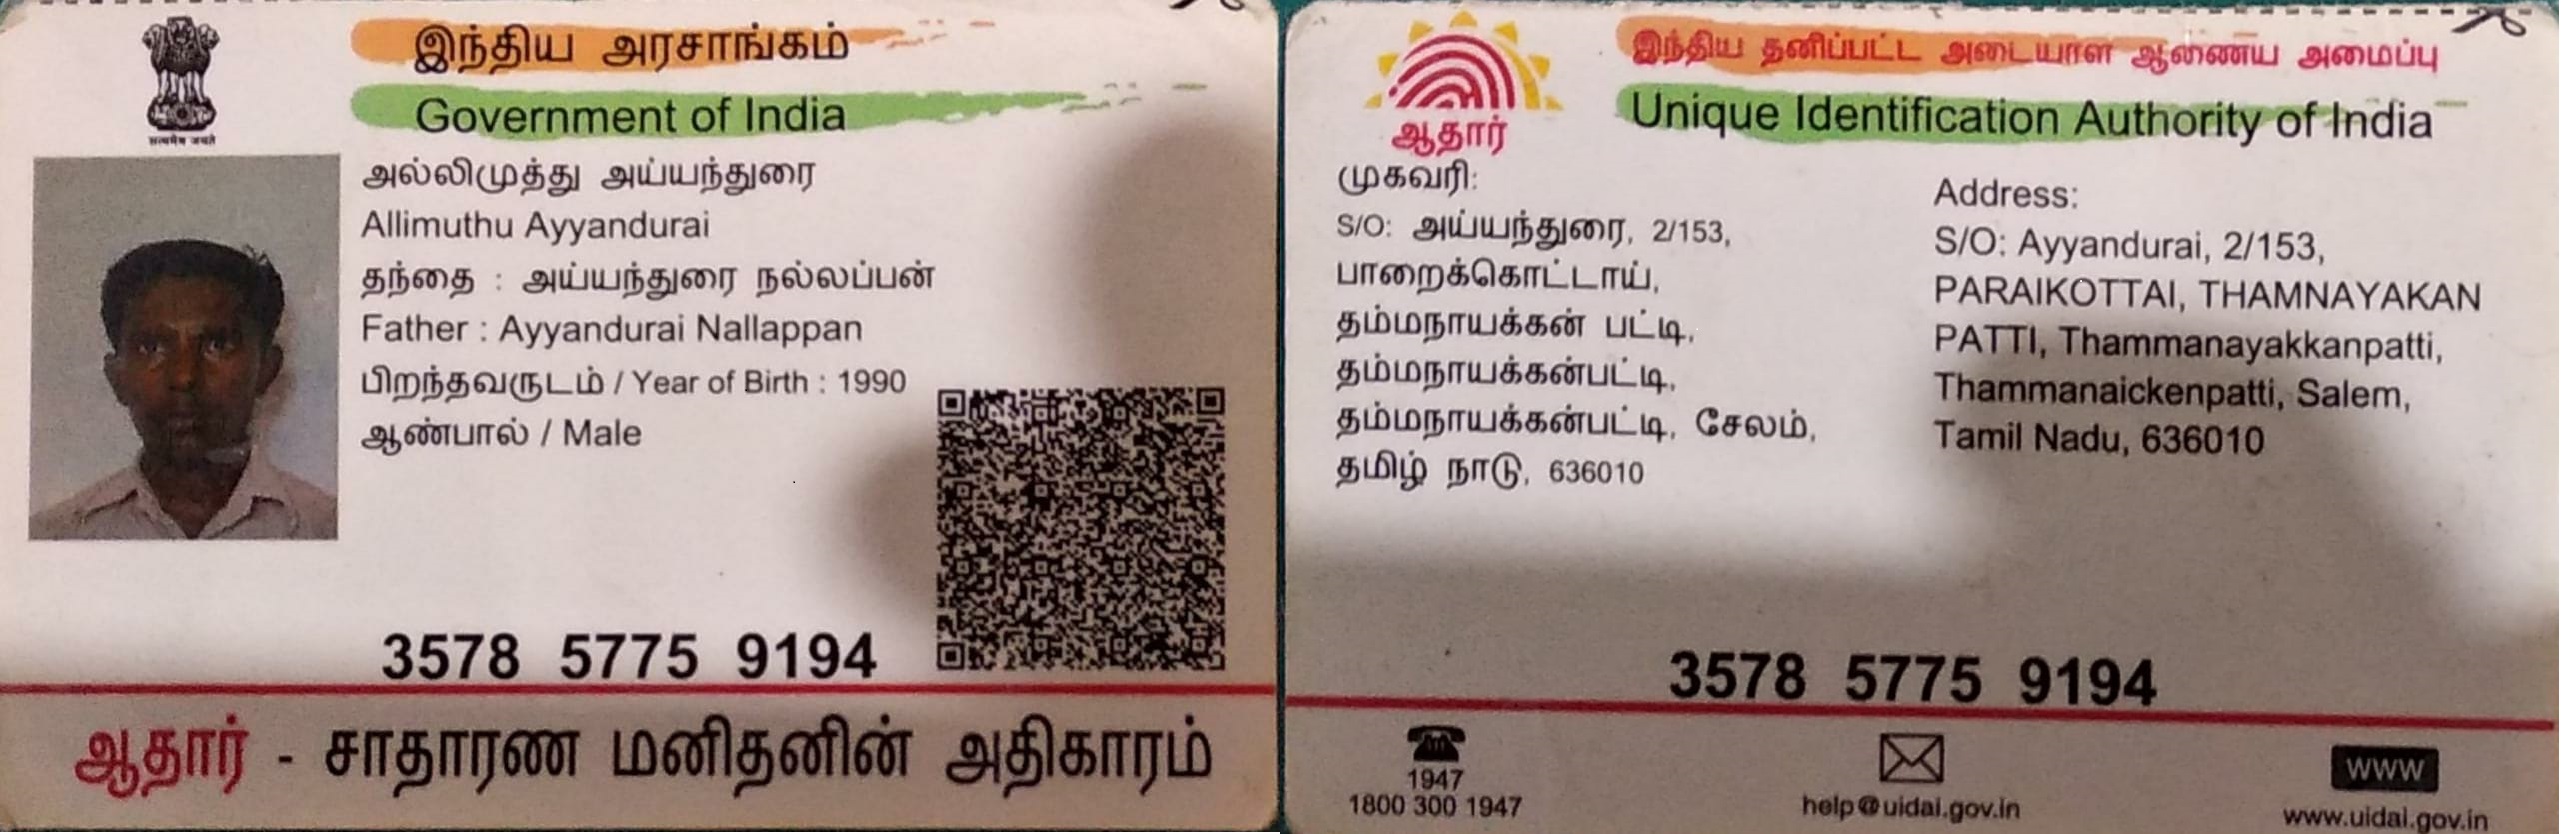 இந்திய அரசாங்கம்
Government of India
सत्यमेव जयते
அல்லிமுத்து அய்யந்துரை
Allimuthu Ayyandurai
தந்தை : அய்யந்துரை நல்லப்பன்
Father : Ayyandurai Nallappan
பிறந்தவருடம் / Year of Birth : 1990
ஆண்பால் / Male
3578 5775 9194
ஆதார் - சாதாரண மனிதனின் அதிகாரம்
இந்திய தனிப்பட்ட அடையாள ஆணைய அமைப்பு
Unique Identification Authority of India
ஆதார்
முகவரி:
S/O: அய்யந்துரை, 2/153,
பாறைக்கொட்டாய்,
தம்மநாயக்கன் பட்டி,
தம்மநாயக்கன்பட்டி,
தம்மநாயக்கன்பட்டி, சேலம்,
தமிழ் நாடு, 636010
Address:
S/O: Ayyandurai, 2/153,
PARAIKOTTAI, THAMNAYAKAN
PATTI, Thammanayakkanpatti,
Thammanaickenpatti, Salem,
Tamil Nadu, 636010
3578 5775 9194
1947
1800 300 1947
help@uidai.gov.in
www
www.uidai.gov.in